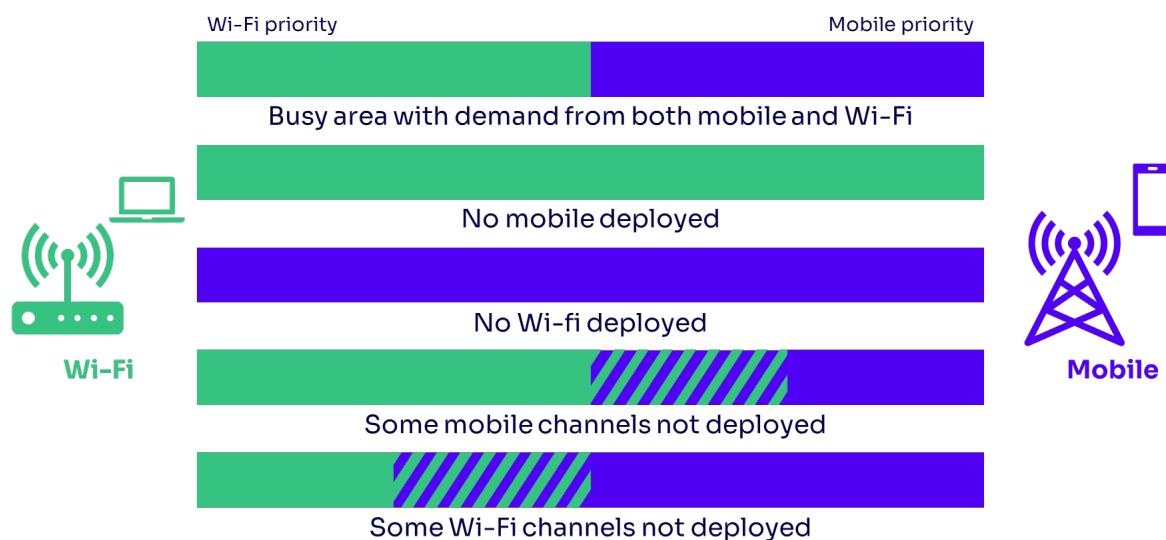 Wi-Fi priority
Mobile priority
Busy area with demand from both mobile and Wi-Fi
No mobile deployed
No Wi-fi deployed
Wi-Fi
Mobile
Some mobile channels not deployed
Some Wi-Fi channels not deployed